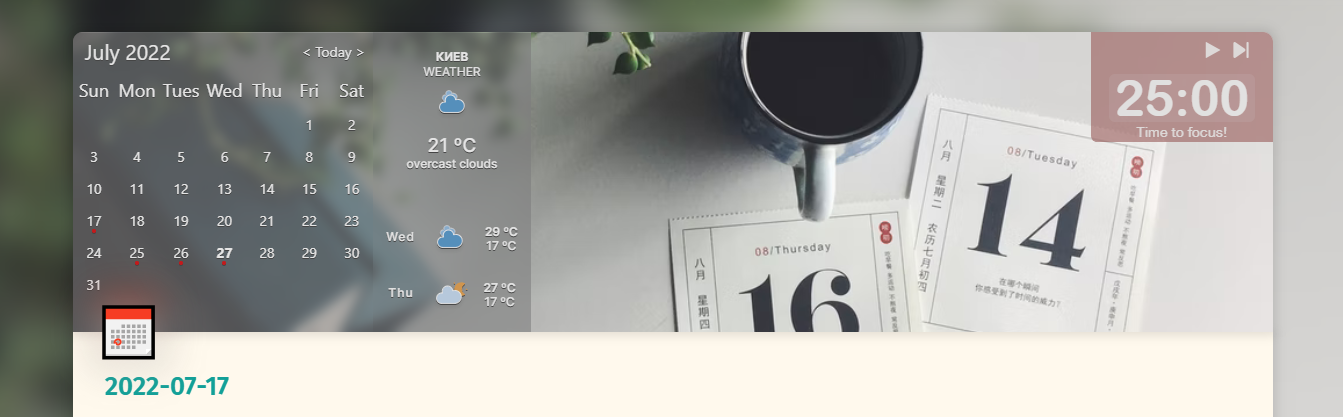 July 2022
< Today >
Sun Mon Tues Wed Thu Fri Sat
1 2
3 4 5 6 7 8 9
10 11 12 13 14 15 16
17 18 19 20 21 22 23
24 25 26 27 28 29 30
31
КИЕВ
WEATHER
21 ºC
overcast clouds
Wed
29 ºC
17 ºC
Thu
27 ºC
17 ºC
25:00
Time to focus!
八月 星期二 农历七月初四
08/Tuesday
14
在哪个瞬间
你感受到了时间的威力?
八月 星期四
08/Thursday
16
2022-07-17